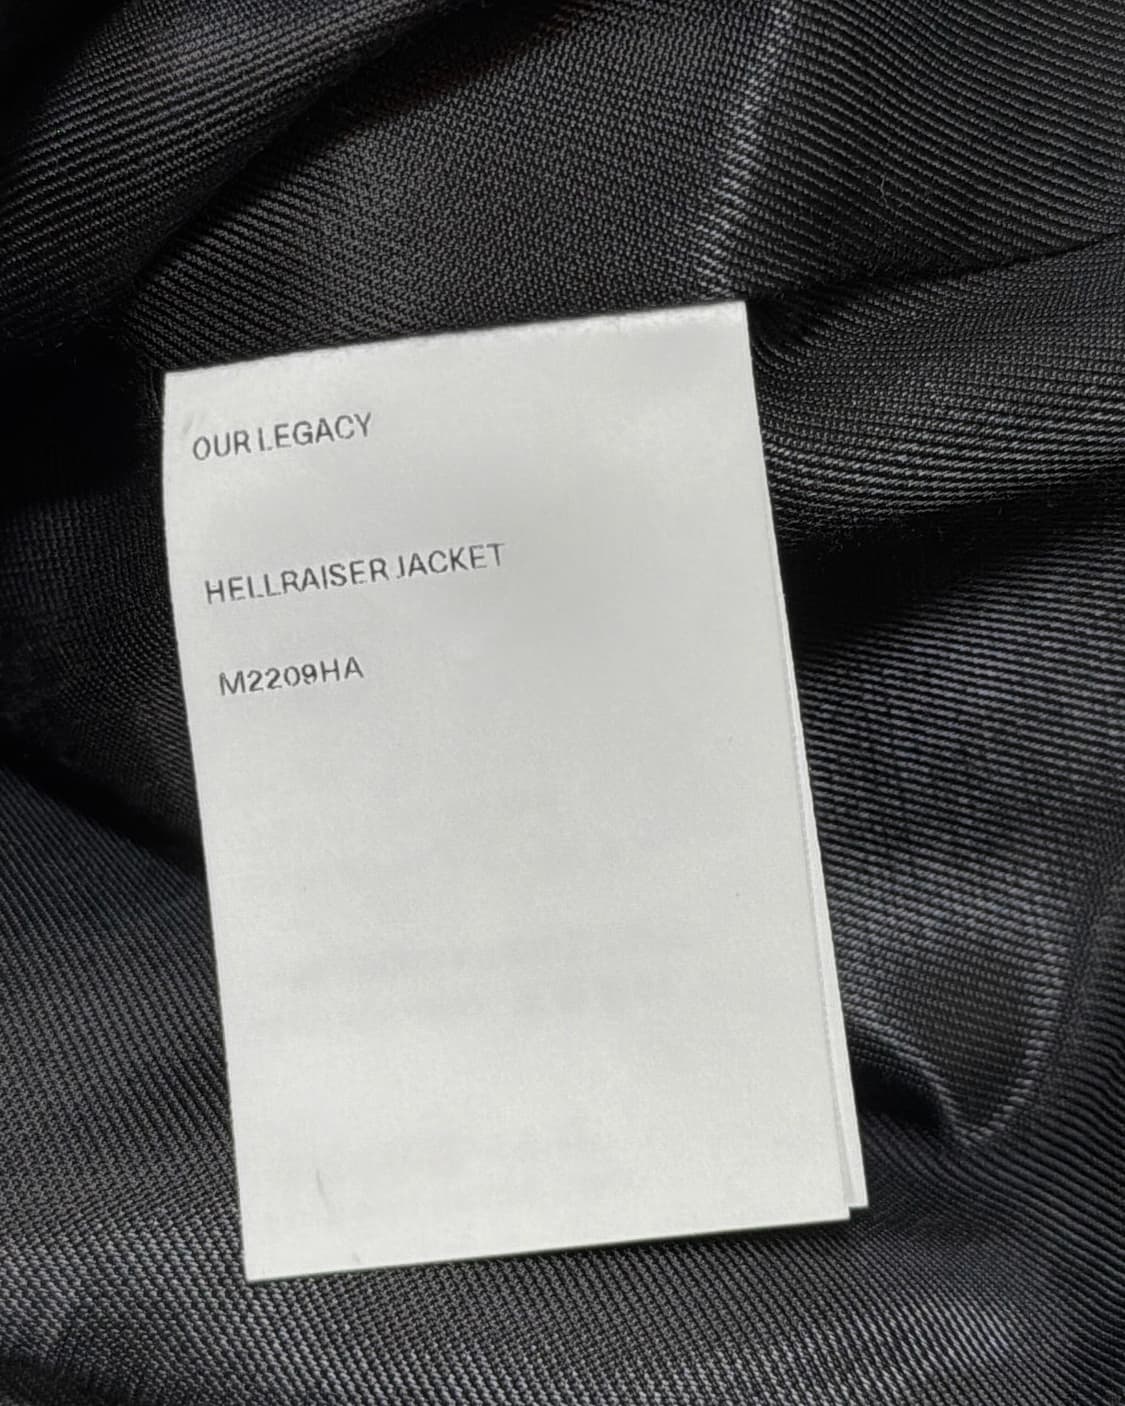 OUR LEGACY
HELLRAISER JACKET
M2209HA